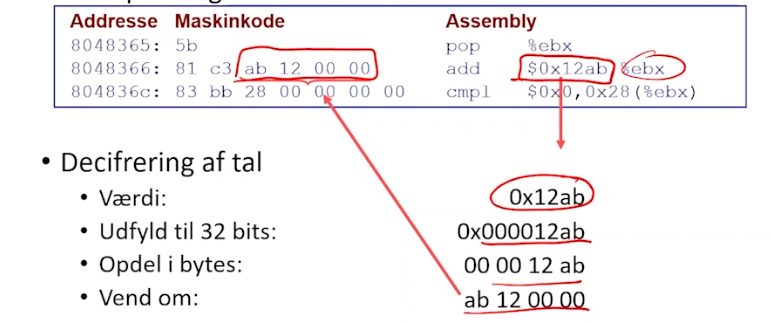 Addresse Maskinkode Assembly
8048365: 5b pop %ebx
8048366: 81 c3 ab 12 00 00 add $0x12ab,%ebx
804836c: 83 bb 28 00 00 00 00 cmpl $0x0,0x28(%ebx)
• Decifrering af tal
• Værdi: 0x12ab
• Udfyld til 32 bits: 0x000012ab
• Opdel i bytes: 00 00 12 ab
• Vend om: ab 12 00 00